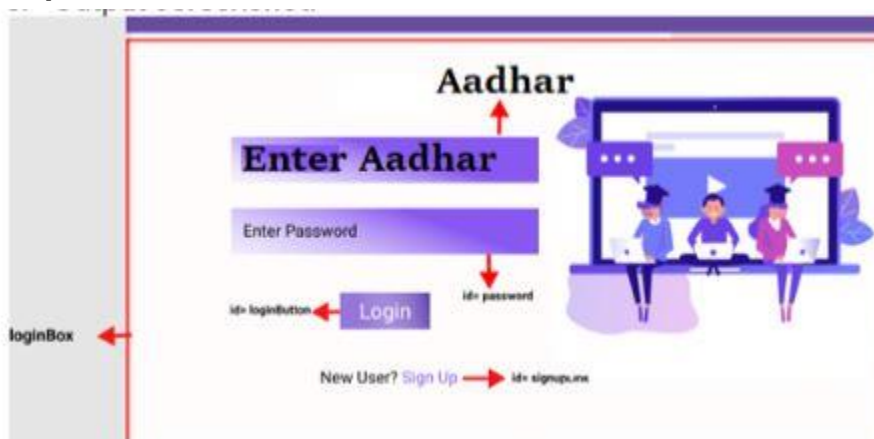 Aadhar
Enter Aadhar
Enter Password
id= password
id= loginButton
Login
loginBox
New User? Sign Up